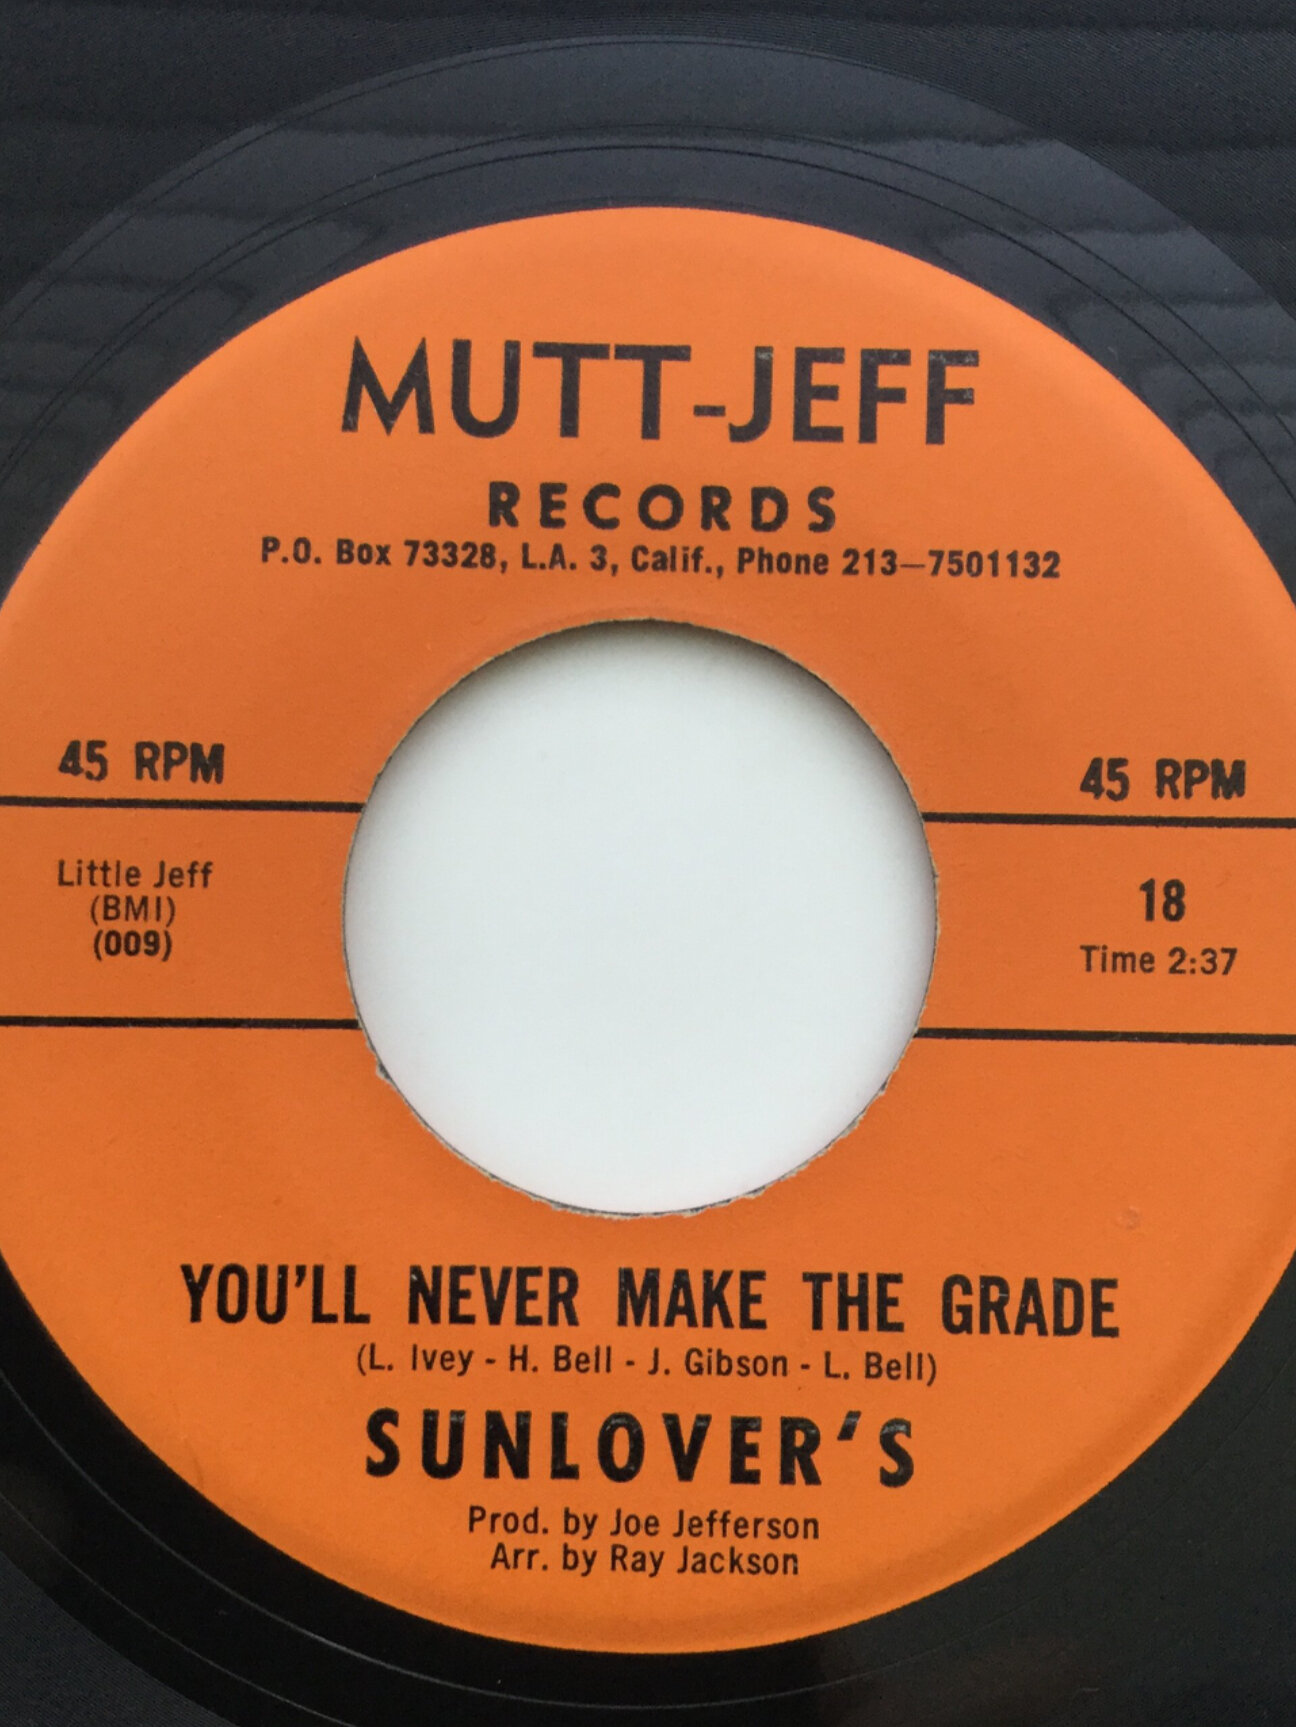 MUTT-JEFF
RECORDS
P.O. Box 73328, L.A. 3, Calif., Phone 213—7501132
45 RPM
45 RPM
Little Jeff
(BMI)
(009)
18
Time 2:37
YOU'LL NEVER MAKE THE GRADE
(L. Ivey - H. Bell - J. Gibson - L. Bell)
SUNLOVER'S
Prod. by Joe Jefferson
Arr. by Ray Jackson